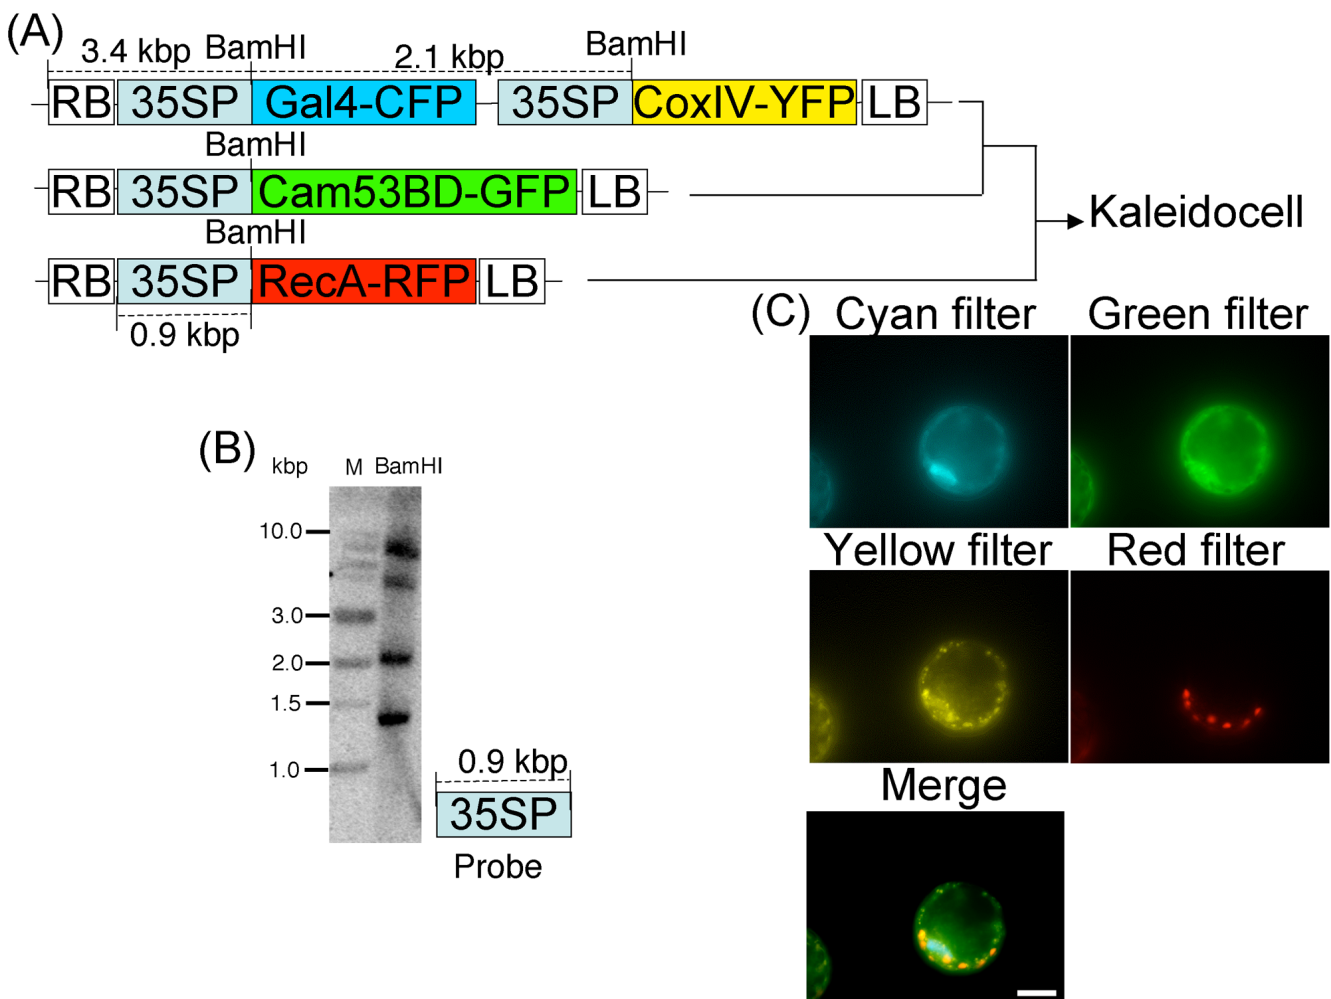 (A)
3.4 kbp BamHI 2.1 kbp BamHI
RB 35SP Gal4-CFP 35SP CoxIV-YFP LB
BamHI
RB 35SP Cam53BD-GFP LB
Kaleidocell
BamHI
RB 35SP RecA-RFP LB
0.9 kbp
(C) Cyan filter Green filter
Yellow filter Red filter
Merge
(B) kbp M BamHI
10.0
3.0
2.0
1.5
1.0
0.9 kbp
35SP
Probe